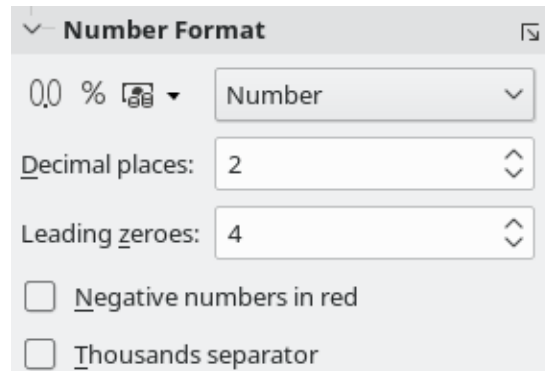 Number Format
0.0 % Number
Decimal places: 2
Leading zeroes: 4
Negative numbers in red
Thousands separator